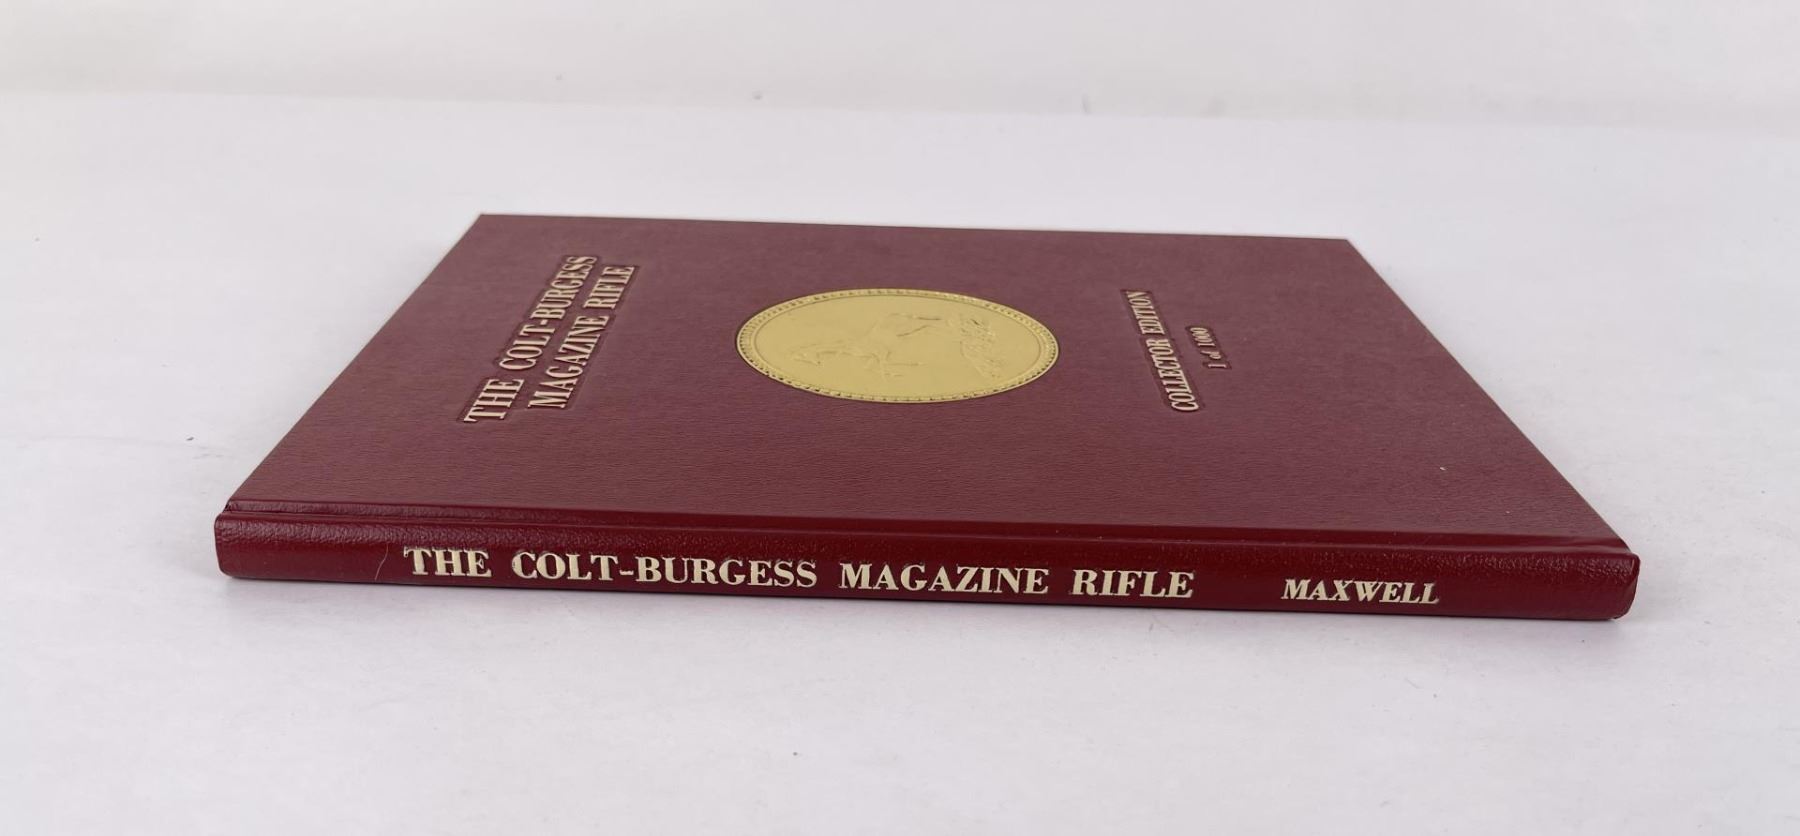 THE COLT-BURGESS
MAGAZINE RIFLE
COLLECTOR EDITION
1 of 1000
THE COLT-BURGESS MAGAZINE RIFLE MAXWELL